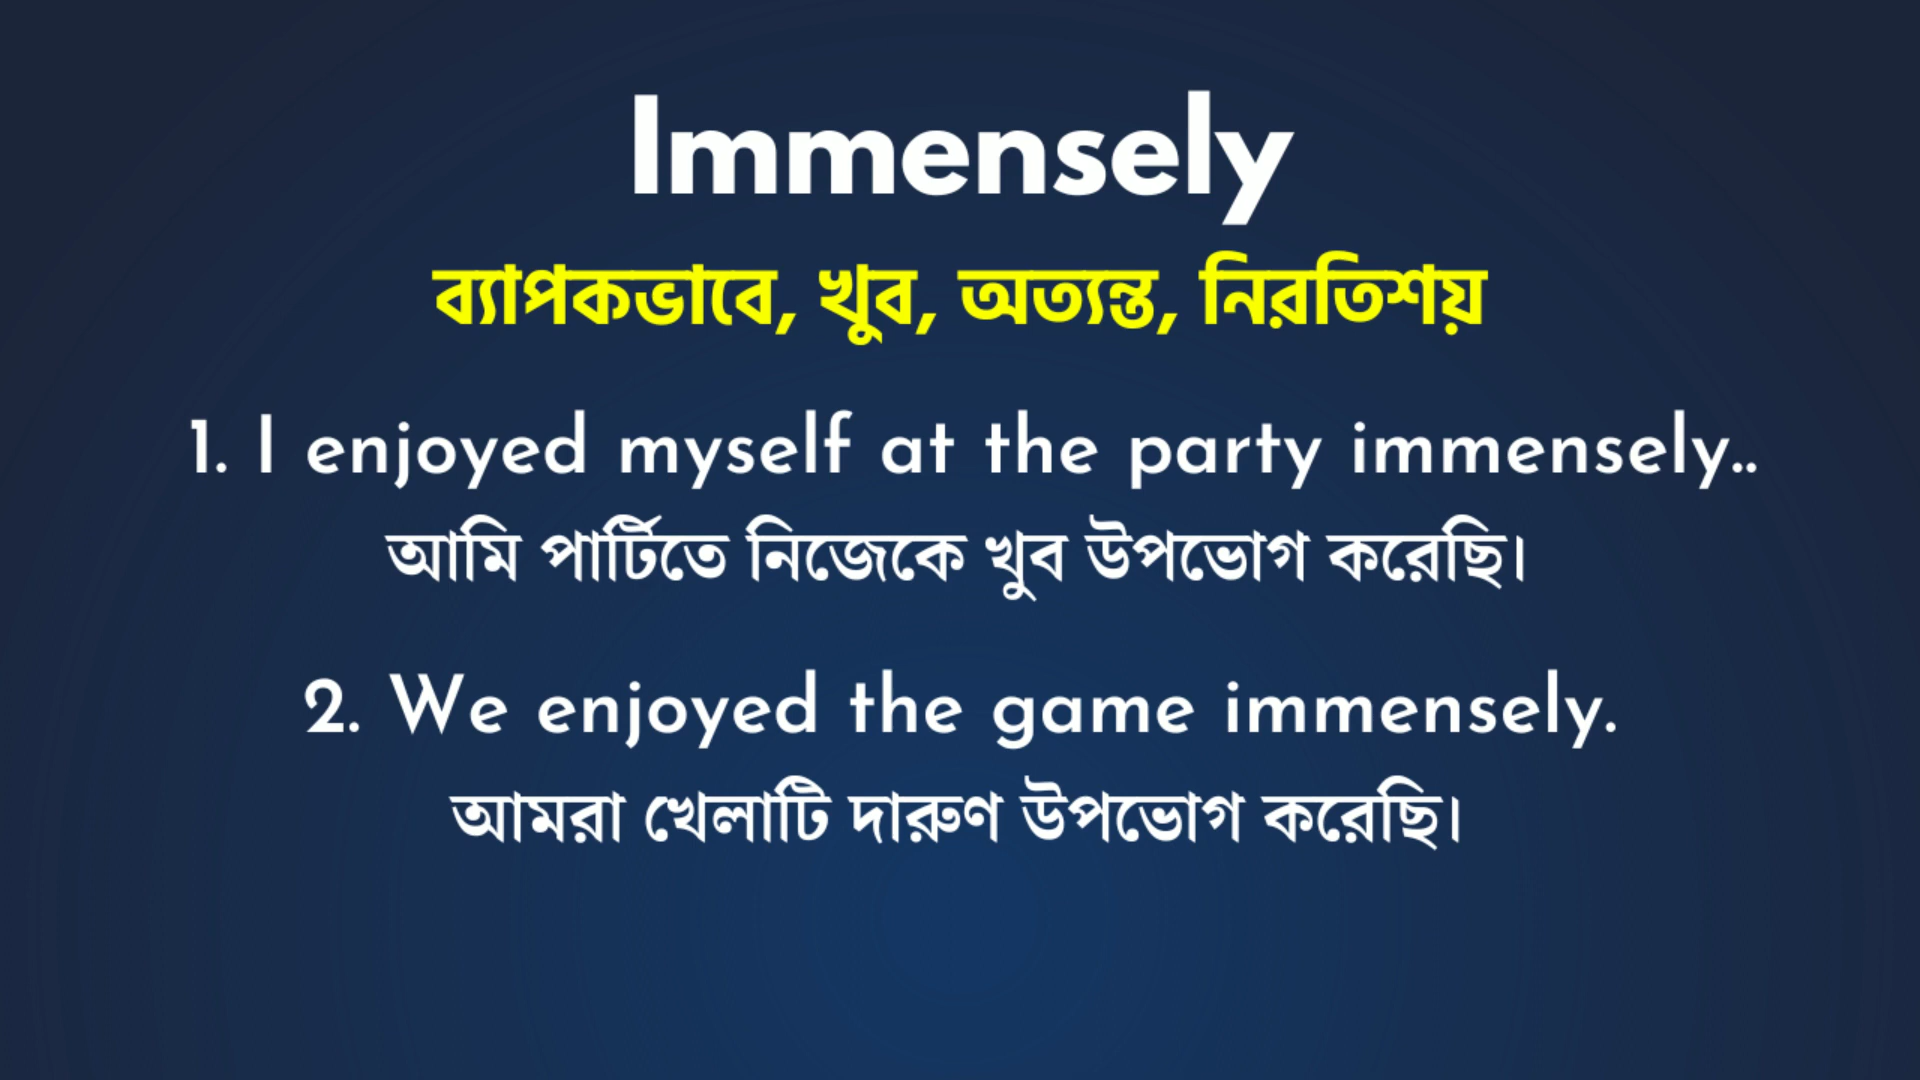 Immensely
ব্যাপকভাবে, খুব, অত্যন্ত, নিরতিশয়
1. I enjoyed myself at the party immensely..
আমি পার্টিতে নিজেকে খুব উপভোগ করেছি।
2. We enjoyed the game immensely.
আমরা খেলাটি দারুণ উপভোগ করেছি।